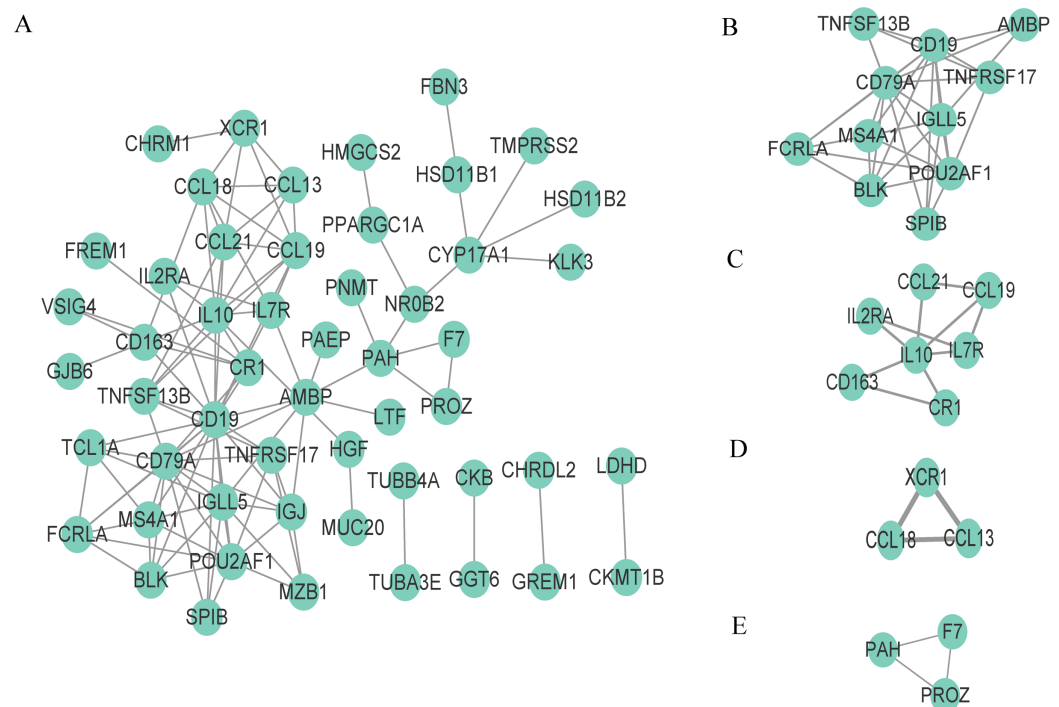 A
FBN3
XCR1
CHRM1
HMGCS2
TMPRSS2
HSD11B1
CCL18
CCL13
HSD11B2
PPARGC1A
FREM1
CCL21
CCL19
CYP17A1
KLK3
IL2RA
PNMT
NR0B2
VSIG4
IL10
IL7R
CD163
PAEP
F7
GJB6
CR1
PAH
TNFSF13B
AMBP
PROZ
CD19
LTF
TCL1A
CD79A
TNFRSF17
HGF
TUBB4A
CKB
CHRDL2
LDHD
IGLL5
IGJ
MS4A1
FCRLA
MUC20
POU2AF1
BLK
MZB1
TUBA3E
GGT6
GREM1
CKMT1B
SPIB
B
TNFSF13B
AMBP
CD19
CD79A
TNFRSF17
IGLL5
MS4A1
FCRLA
POU2AF1
BLK
SPIB
C
CCL21
CCL19
IL2RA
IL10
IL7R
CD163
CR1
D
XCR1
CCL18
CCL13
E
F7
PAH
PROZ